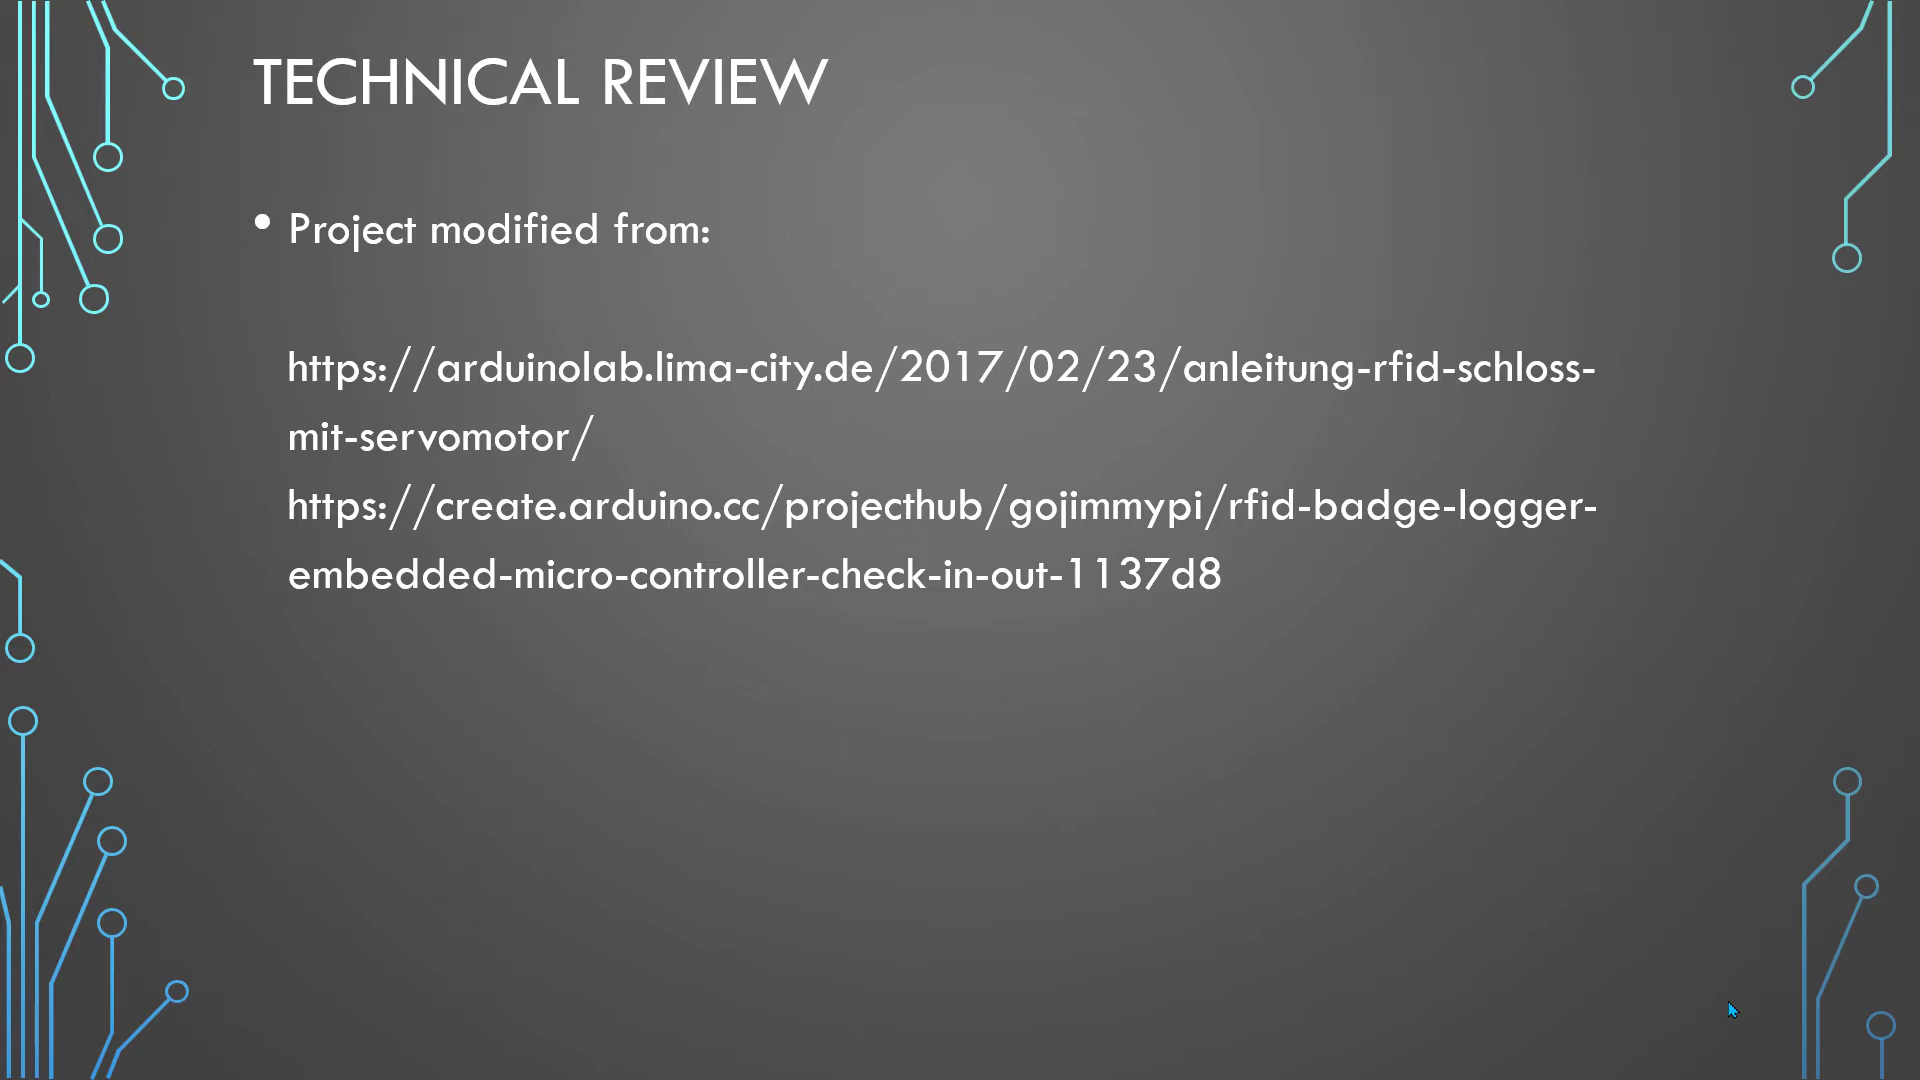 TECHNICAL REVIEW
• Project modified from:
https://arduinolab.lima-city.de/2017/02/23/anleitung-rfid-schloss-
mit-servomotor/
https://create.arduino.cc/projecthub/gojimmypi/rfid-badge-logger-
embedded-micro-controller-check-in-out-1137d8